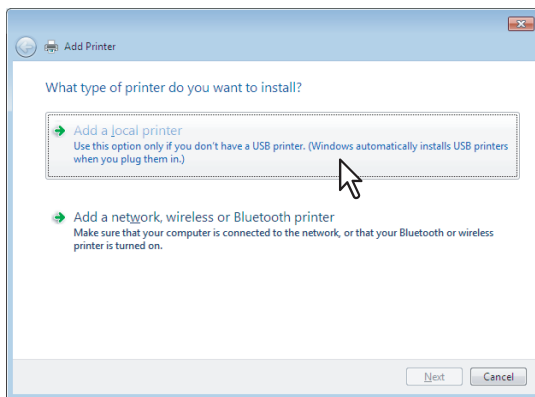 Add Printer
What type of printer do you want to install?
Add a local printer
Use this option only if you don't have a USB printer. (Windows automatically installs USB printers
when you plug them in.)
Add a network, wireless or Bluetooth printer
Make sure that your computer is connected to the network, or that your Bluetooth or wireless
printer is turned on.
Next
Cancel